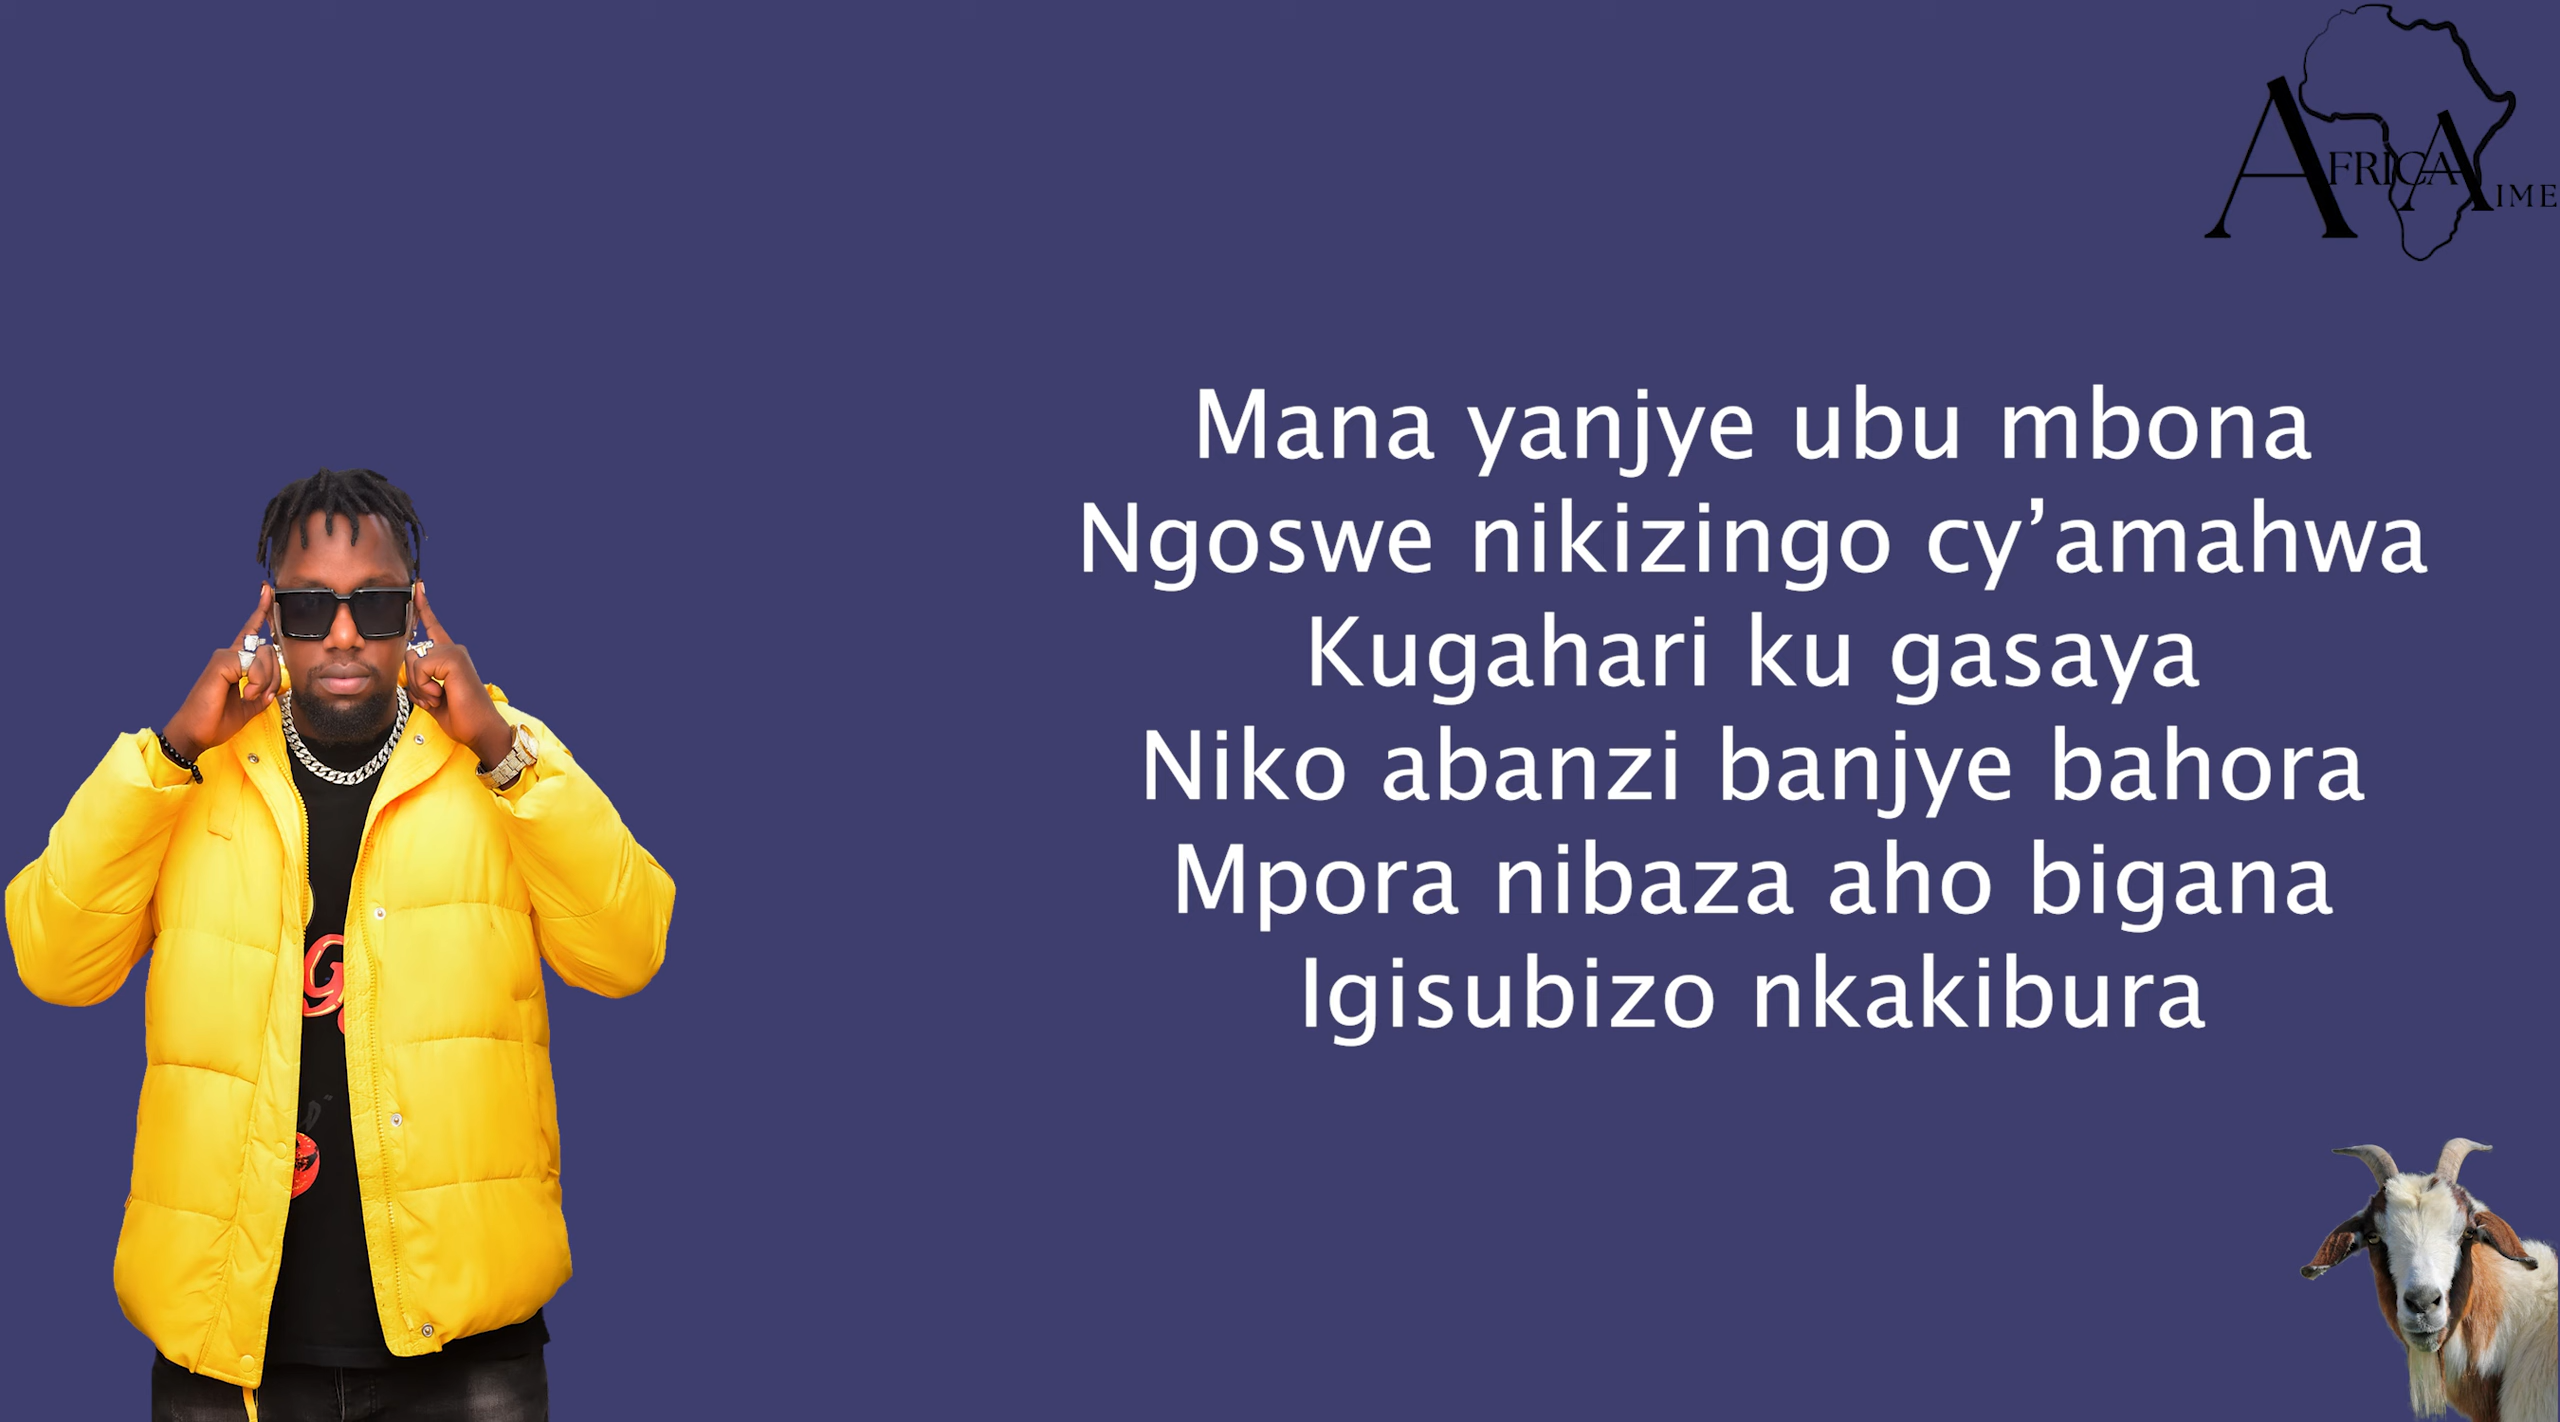 AFRICA AIME
Mana yanjye ubu mbona
Ngoswe nikizingo cy’amahwa
Kugahari ku gasaya
Niko abanzi banjye bahora
Mpora nibaza aho bigana
Igisubizo nkakibura